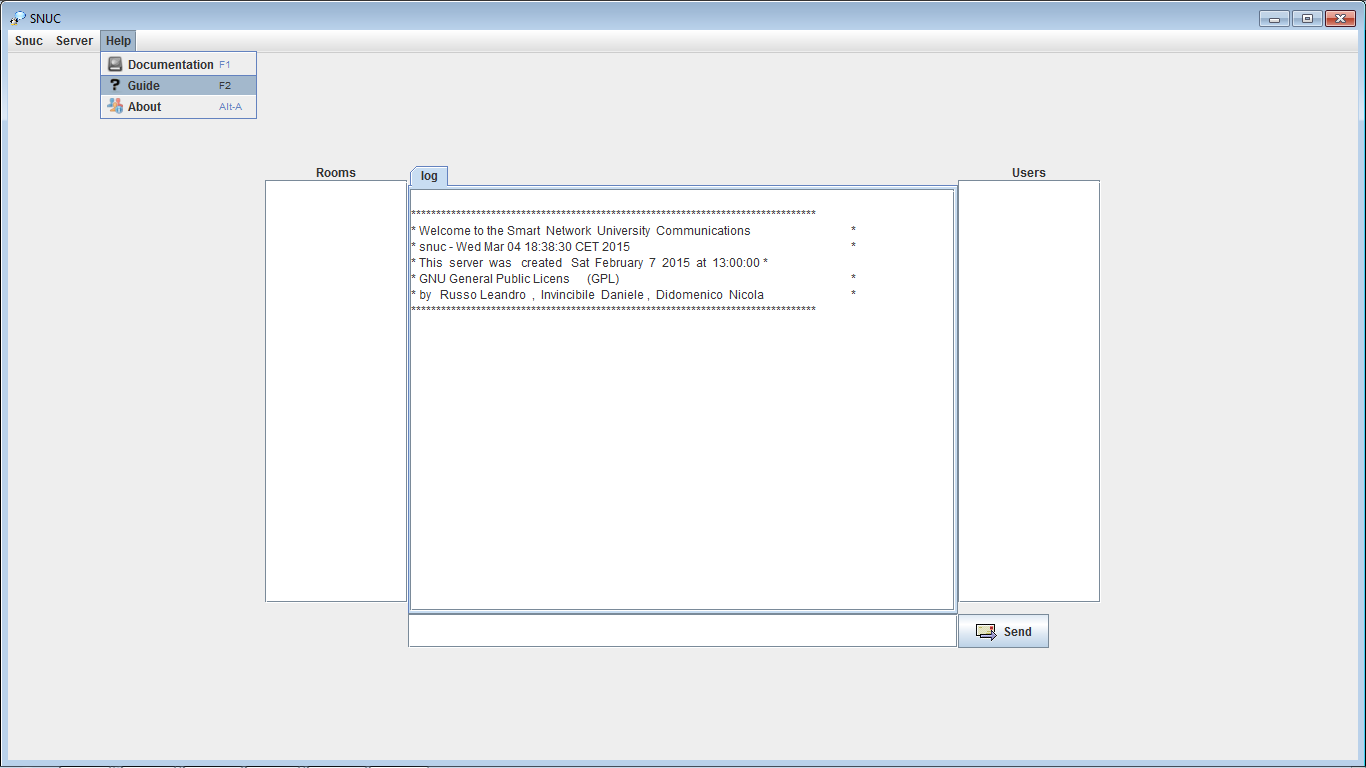 SNUC
Snuc Server Help
Documentation F1
? Guide F2
About Alt-A
Rooms
log
Users
*********************************************************************************
* Welcome to the Smart Network University Communications *
* snuc - Wed Mar 04 18:38:30 CET 2015 *
* This server was created Sat February 7 2015 at 13:00:00 *
* GNU General Public Licens (GPL) *
* by Russo Leandro , Invincibile Daniele , Didomenico Nicola *
*********************************************************************************
Send